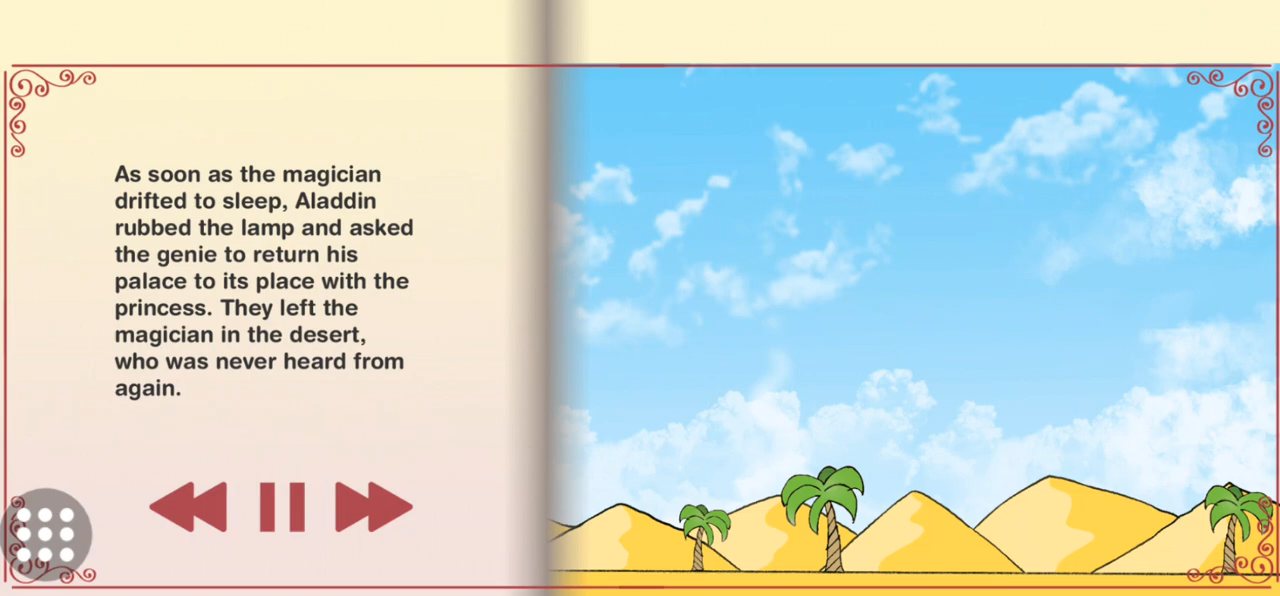 As soon as the magician
drifted to sleep, Aladdin
rubbed the lamp and asked
the genie to return his
palace to its place with the
princess. They left the
magician in the desert,
who was never heard from
again.